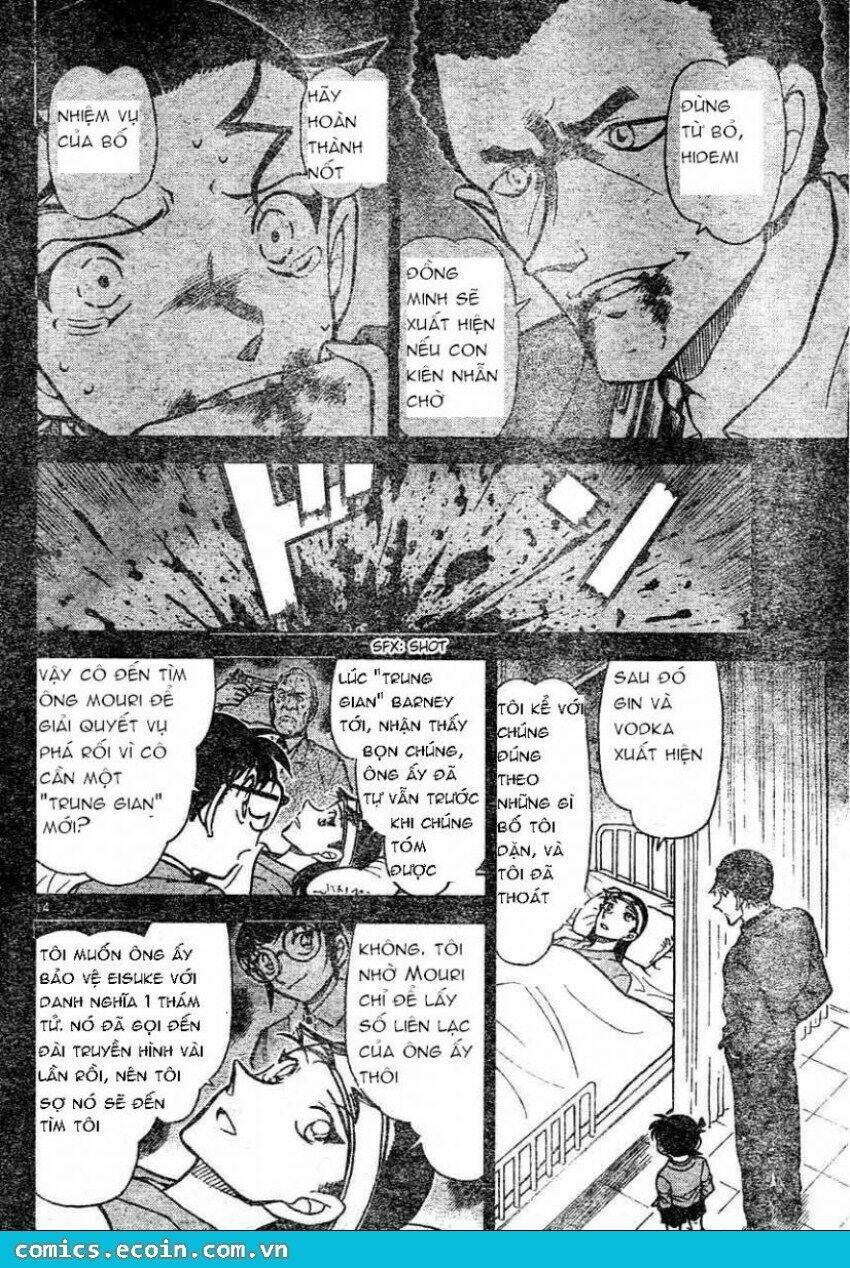 ĐỪNG
TỪ BỎ,
HIDEMI
ĐỒNG
MINH SẼ
XUẤT HIỆN
NẾU CON
KIÊN NHẪN
CHỜ
HÃY
HOÀN
THÀNH
NỐT
NHIỆM VỤ
CỦA BỐ
ドン
SFX: SHOT
SAU ĐÓ
GIN VÀ
VODKA
XUẤT HIỆN
TÔI KỂ VỚI
CHÚNG
ĐÚNG
THEO
NHỮNG GÌ
BỐ TÔI
DẶN, VÀ
TÔI ĐÃ
THOÁT
LÚC "TRUNG
GIAN" BARNEY
TỚI, NHẬN THẤY
BỌN CHÚNG,
ÔNG ẤY ĐÃ
TỰ VẪN TRƯỚC
KHI CHÚNG
TÓM
ĐƯỢC
VẬY CÔ ĐẾN TÌM
ÔNG MOURI ĐỂ
GIẢI QUYẾT VỤ
PHÁ RỐI VÌ CÔ
CẦN MỘT
"TRUNG GIAN"
MỚI?
14
KHÔNG. TÔI
NHỜ MOURI
CHỈ ĐỂ LẤY
SỐ LIÊN LẠC
CỦA ÔNG ẤY
THÔI
TÔI MUỐN ÔNG ẤY
BẢO VỆ EISUKE VỚI
DANH NGHĨA 1 THÁM
TỬ. NÓ ĐÃ GỌI ĐẾN
ĐÀI TRUYỀN HÌNH VÀI
LẦN RỒI, NÊN TÔI
SỢ NÓ SẼ ĐẾN
TÌM TÔI
comics.ecoin.com.vn